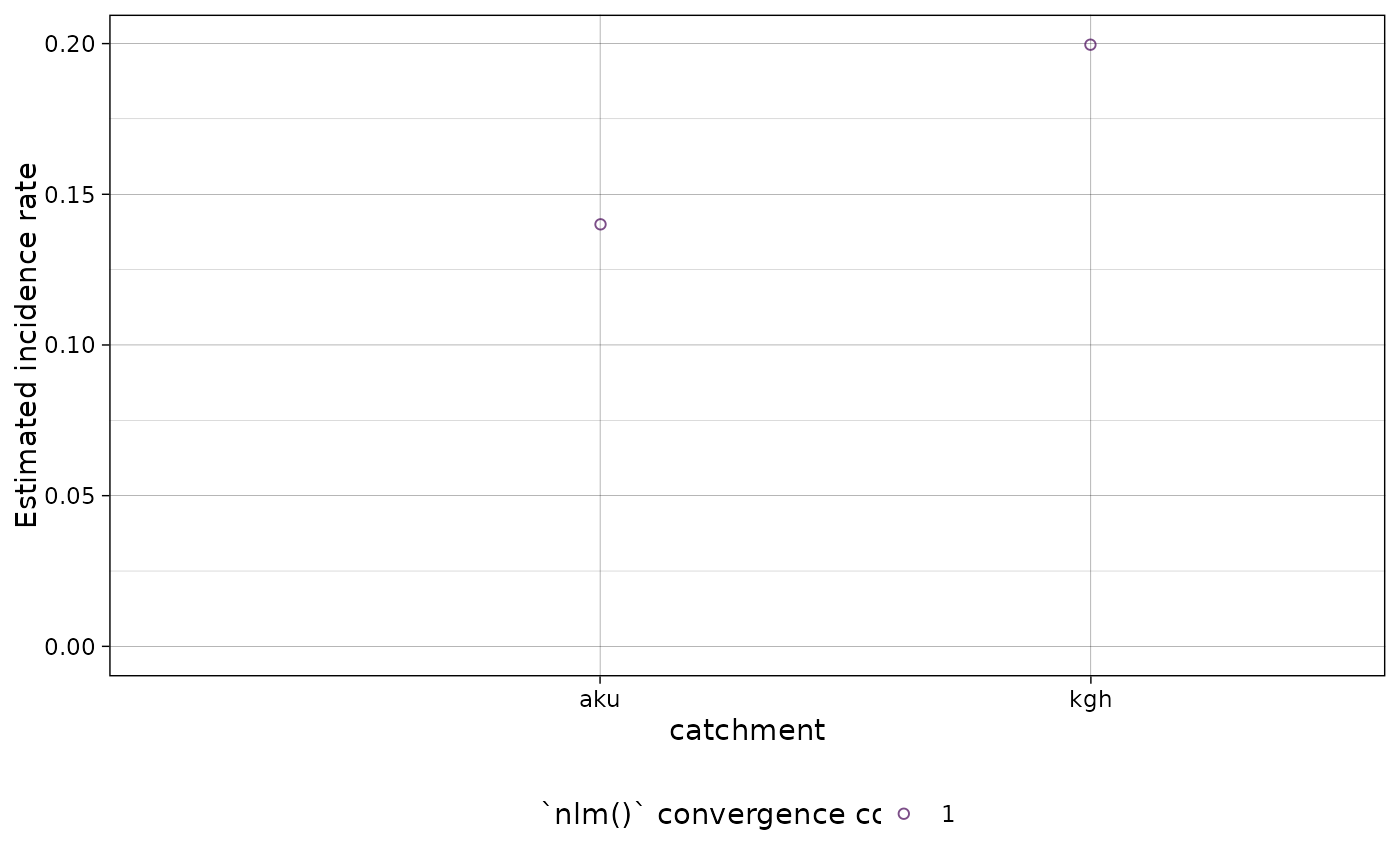 0.20
0.15
0.10
0.05
0.00
Estimated incidence rate
aku kgh
catchment
`nlm()` convergence co 1